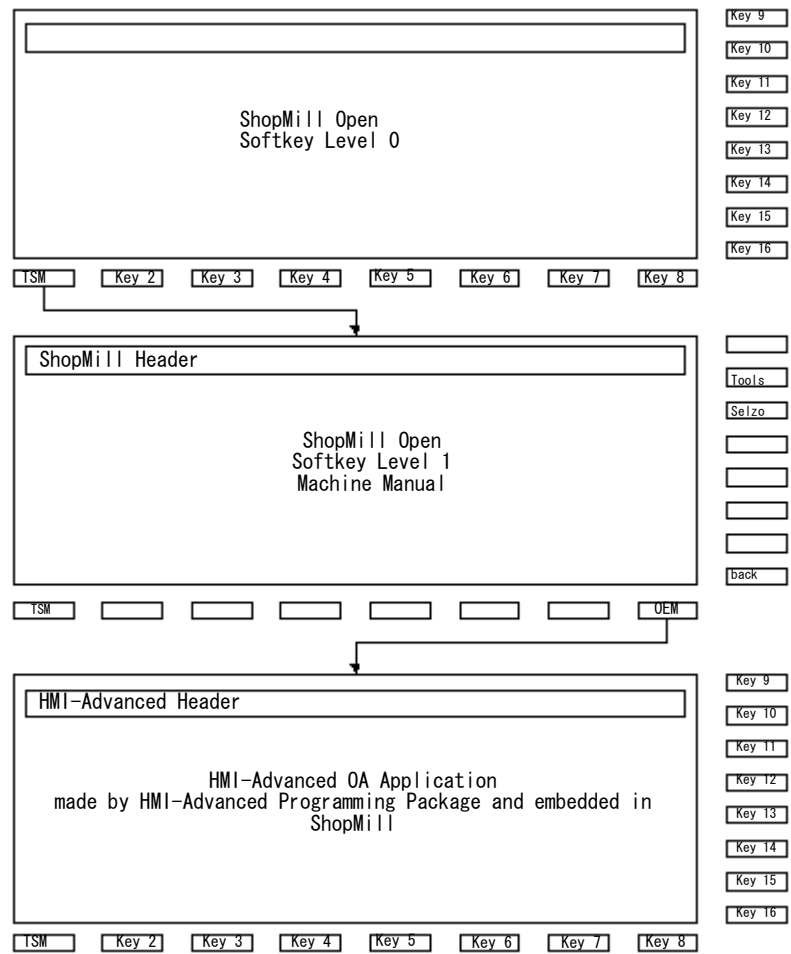 Key 9
Key 10
Key 11
ShopMill Open
Softkey Level 0
Key 12
Key 13
Key 14
Key 15
Key 16
TSM Key 2 Key 3 Key 4 Key 5 Key 6 Key 7 Key 8
ShopMill Header
Tools
Selzo
ShopMill Open
Softkey Level 1
Machine Manual
back
TSM OEM
HMI-Advanced Header
Key 9
Key 10
Key 11
HMI-Advanced OA Application
made by HMI-Advanced Programming Package and embedded in
ShopMill
Key 12
Key 13
Key 14
Key 15
Key 16
TSM Key 2 Key 3 Key 4 Key 5 Key 6 Key 7 Key 8